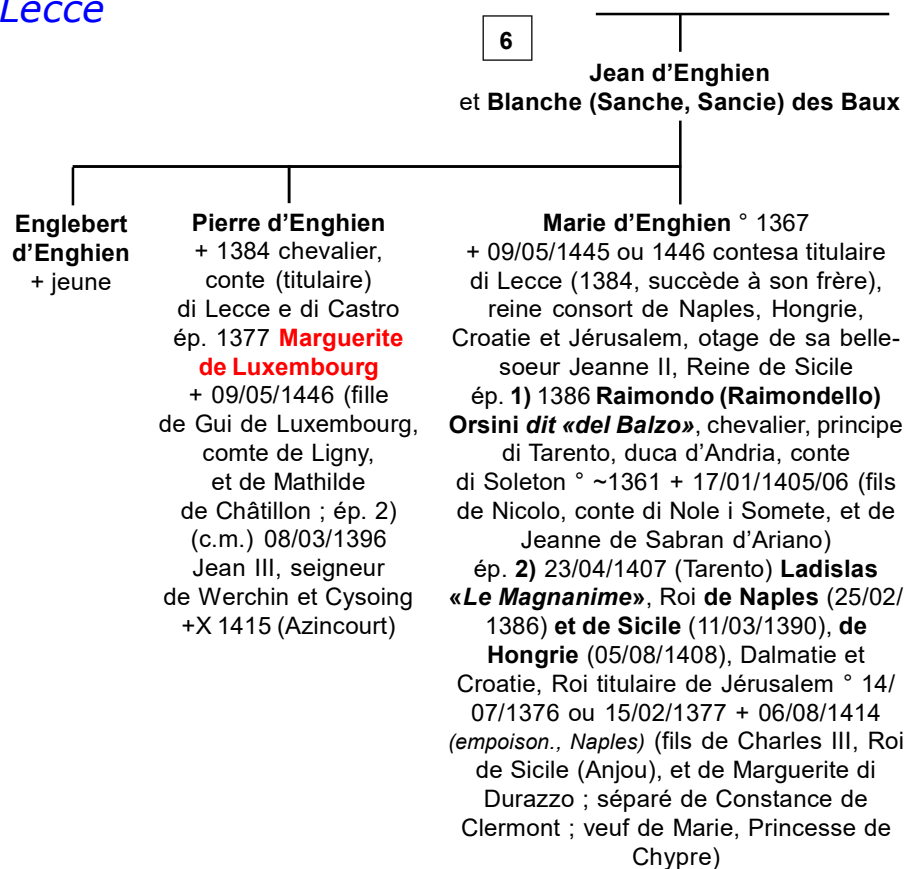 Lecce
6
Jean d’Enghien
et Blanche (Sanche, Sancie) des Baux
Englebert
d’Enghien
+ jeune
Pierre d’Enghien
+ 1384 chevalier,
conte (titulaire)
di Lecce e di Castro
ép. 1377 Marguerite
de Luxembourg
+ 09/05/1446 (fille
de Gui de Luxembourg,
comte de Ligny,
et de Mathilde
de Châtillon ; ép. 2)
(c.m.) 08/03/1396
Jean III, seigneur
de Werchin et Cysoing
+X 1415 (Azincourt)
Marie d’Enghien ° 1367
+ 09/05/1445 ou 1446 contesa titulaire
di Lecce (1384, succède à son frère),
reine consort de Naples, Hongrie,
Croatie et Jérusalem, otage de sa belle-
soeur Jeanne II, Reine de Sicile
ép. 1) 1386 Raimondo (Raimondello)
Orsini dit «del Balzo», chevalier, principe
di Tarento, duca d’Andria, conte
di Soleton ° ~1361 + 17/01/1405/06 (fils
de Nicolo, conte di Nole i Somete, et de
Jeanne de Sabran d’Ariano)
ép. 2) 23/04/1407 (Tarento) Ladislas
«Le Magnanime», Roi de Naples (25/02/
1386) et de Sicile (11/03/1390), de
Hongrie (05/08/1408), Dalmatie et
Croatie, Roi titulaire de Jérusalem ° 14/
07/1376 ou 15/02/1377 + 06/08/1414
(empoison., Naples) (fils de Charles III, Roi
de Sicile (Anjou), et de Marguerite di
Durazzo ; séparé de Constance de
Clermont ; veuf de Marie, Princesse de
Chypre)